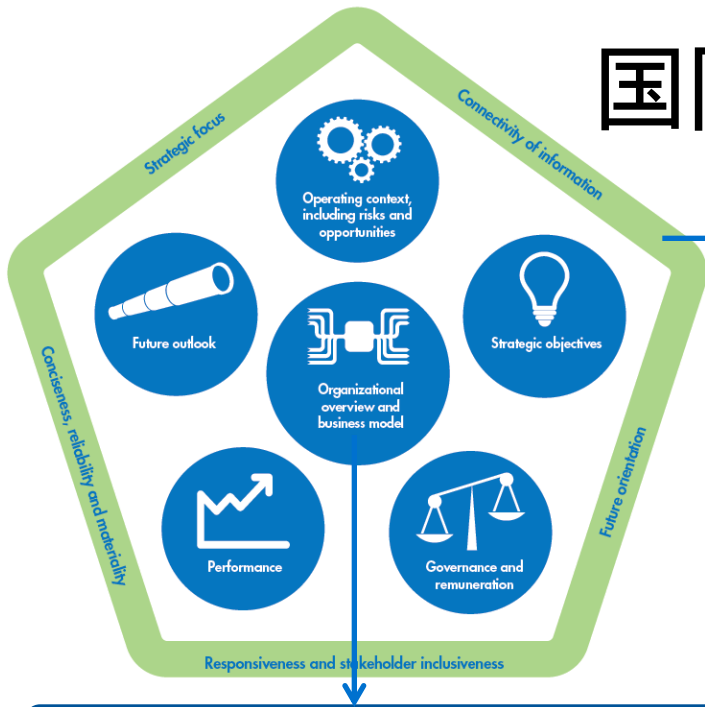 国
Strategic focus
Connectivity of information
Operating context,
including risks and
opportunities
Future outlook
Strategic objectives
Organizational
overview and
business model
Conciseness, reliability and materiality
Future orientation
Performance
Governance and
remuneration
Responsiveness and stakeholder inclusiveness